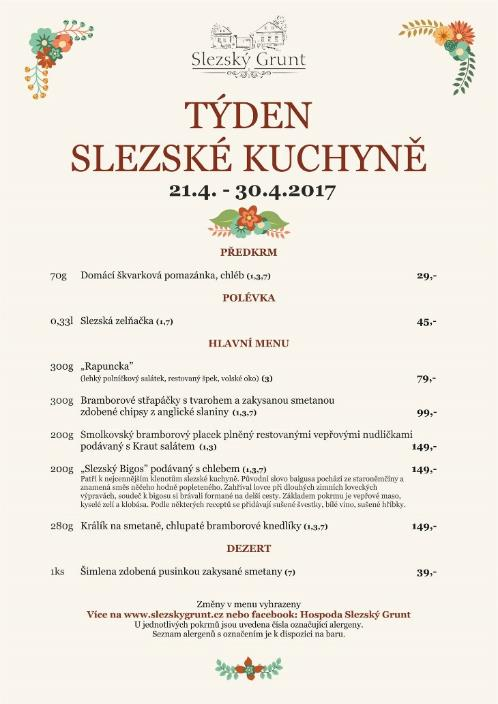 Slezský Grunt
TÝDEN
SLEZSKÉ KUCHYNĚ
21.4. - 30.4.2017
PŘEDKRM
70g Domácí škvarková pomazánka, chléb (1,3,7) 29,-
POLÉVKA
0,33l Slezská zelňačka (1,7) 45,-
HLAVNÍ MENU
300g „Rapuncka"
(lehký polníčkový salátek, restovaný špek, volské oko) (3) 79,-
300g Bramborové střapáčky s tvarohem a zakysanou smetanou
zdobené chipsy z anglické slaniny (1,3,7) 99,-
200g Smolkovský bramborový placek plněný restovanými vepřovými nudličkami
podávaný s Kraut salátem (1,3) 149,-
200g „Slezský Bigos" podávaný s chlebem (1,3,7) 149,-
Patří k nejcennějším klenotům slezské kuchyně. Původní slovo baigusa pochází ze staroněmčiny a
znamená směs něčeho hodně popleteného. Zahříval lovce při dlouhých zimních loveckých
výpravách, soudeč k bigosu si brávali formané na delší cesty. Základem pokrmu je vepřové maso,
kyselé zelí a klobása. Podle některých receptů se přidávají sušené švestky, bílé víno, sušené hřibky.
280g Králík na smetaně, chlupaté bramborové knedlíky (1,3,7) 149,-
DEZERT
1ks Šimlena zdobená pusinkou zakysané smetany (7) 39,-
Změny v menu vyhrazeny
Více na www.slezskygrunt.cz nebo facebook: Hospoda Slezský Grunt
U jednotlivých pokrmů jsou uvedena čísla označující alergeny.
Seznam alergenů s označením je k dispozici na baru.